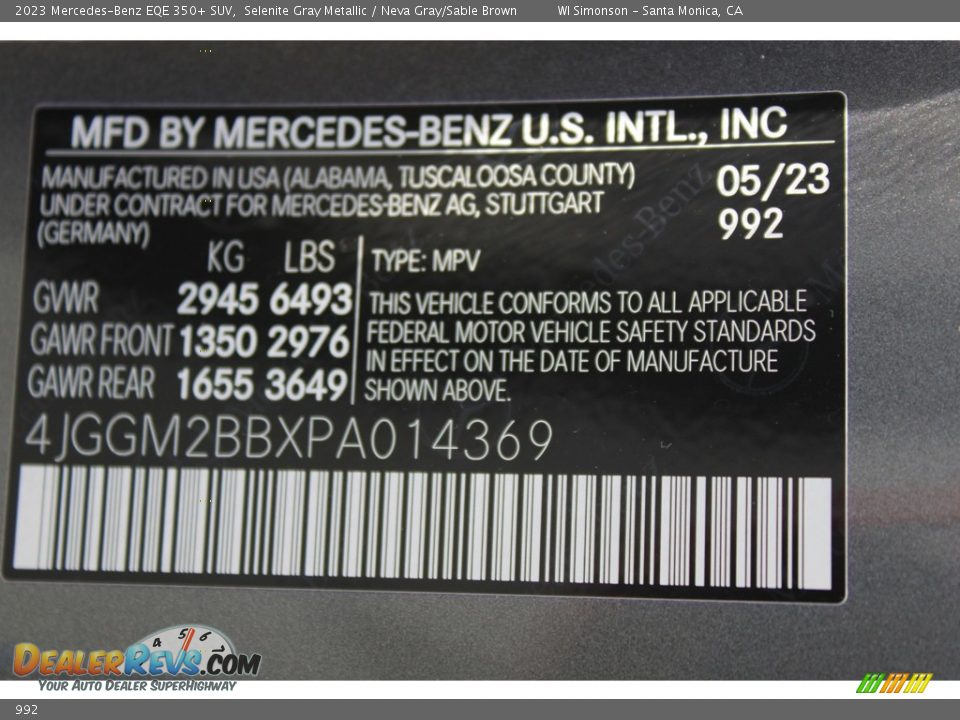 2023 Mercedes-Benz EQE 350+ SUV, Selenite Gray Metallic / Neva Gray/Sable Brown WI Simonson - Santa Monica, CA
MFD BY MERCEDES-BENZ U.S. INTL., INC
MANUFACTURED IN USA (ALABAMA, TUSCALOOSA COUNTY) 05/23
UNDER CONTRACT FOR MERCEDES-BENZ AG, STUTTGART 992
(GERMANY)
KG LBS
GVWR 2945 6493
GAWR FRONT 1350 2976
GAWR REAR 1655 3649
TYPE: MPV
THIS VEHICLE CONFORMS TO ALL APPLICABLE
FEDERAL MOTOR VEHICLE SAFETY STANDARDS
IN EFFECT ON THE DATE OF MANUFACTURE
SHOWN ABOVE.
4JGGM2BBXPA014369
4 5 6
DEALERREVS.COM
YOUR AUTO DEALER SUPERHIGHWAY
992